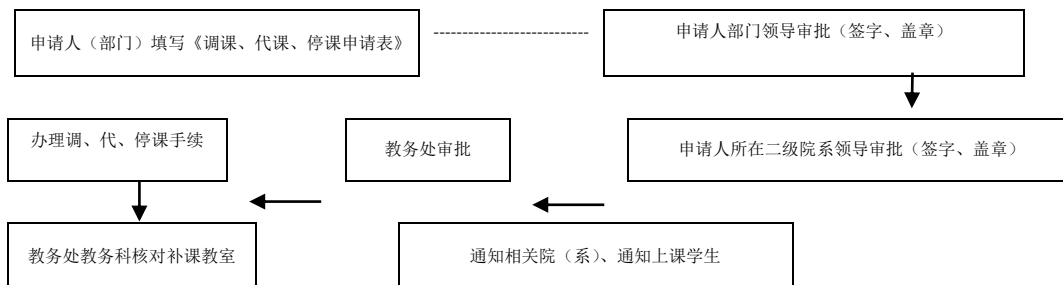 申请人（部门）填写《调课、代课、停课申请表》
申请人部门领导审批（签字、盖章）
办理调、代、停课手续
教务处审批
申请人所在二级院系领导审批（签字、盖章）
教务处教务科核对补课教室
通知相关院（系）、通知上课学生